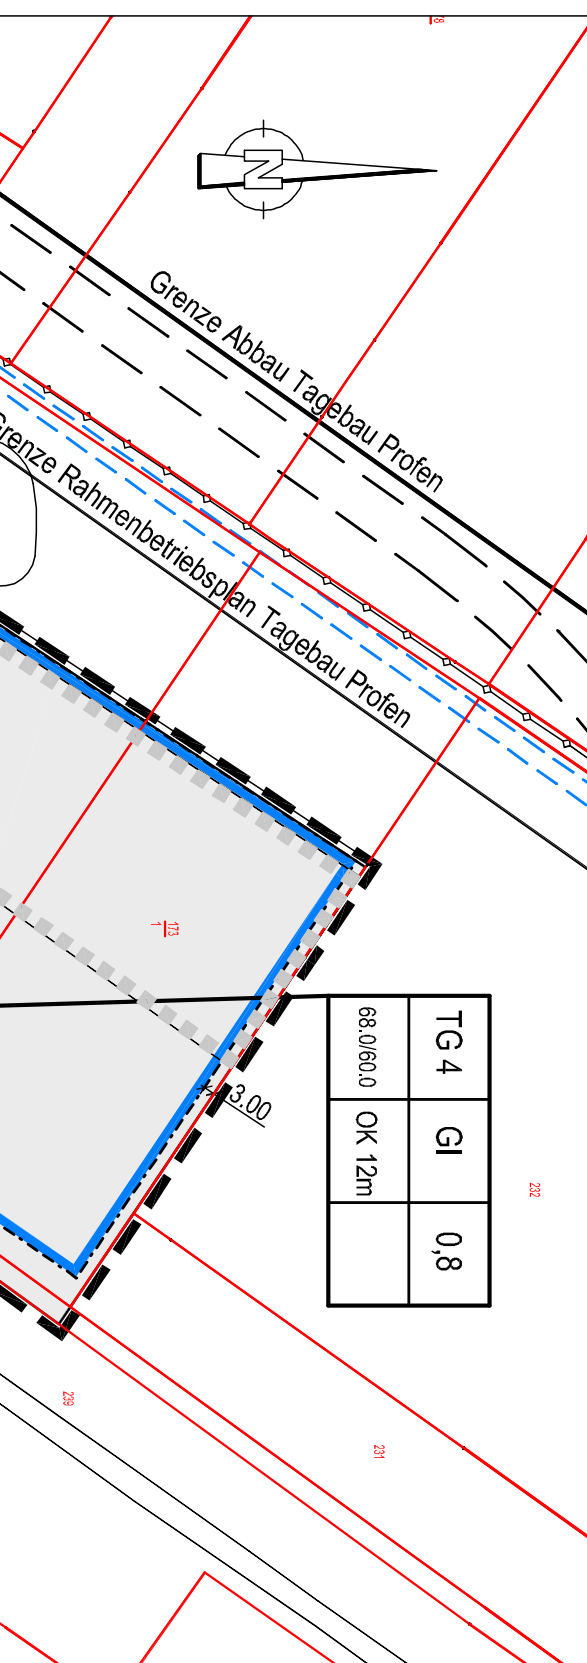 78
N
Grenze Abbau Tagebau Profen
Grenze Rahmenbetriebsplan Tagebau Profen
173
1
3.00
TG 4 GI 0,8
68.0/60.0 OK 12m
232
239
231